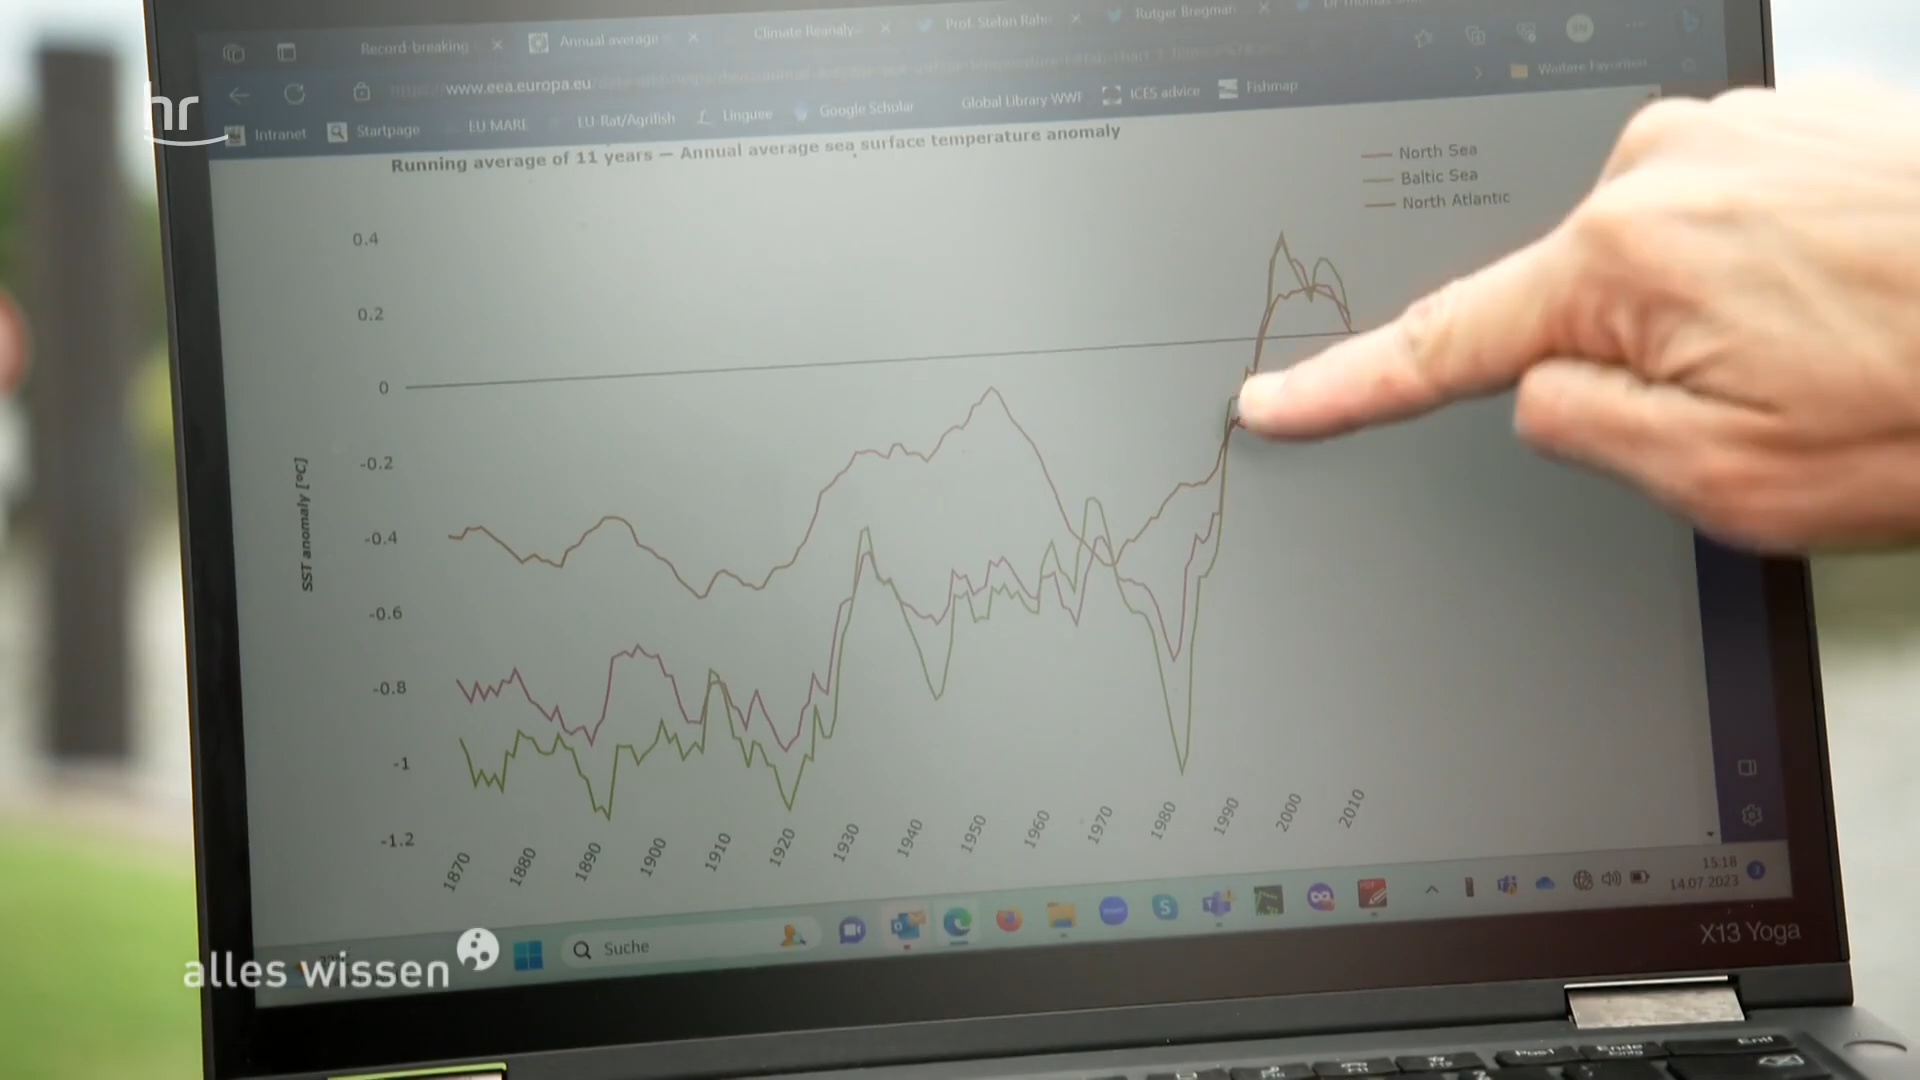 Record-breaking
Annual average
Climate Reanaly
Prof. Stefan Rahm
Rutger Bregman
www.eea.europa.eu
hr
Intranet
Startpage
EU MARE
EU Rat/Agrifish
Linguee
Google Scholar
Global Library WWF
ICES advice
Fishmap
Weitere Favoriten
Running average of 11 years — Annual average sea surface temperature anomaly
North Sea
Baltic Sea
North Atlantic
0.4
0.2
0
-0.2
-0.4
-0.6
-0.8
-1
-1.2
SST anomaly [°C]
1870
1880
1890
1900
1910
1920
1930
1940
1950
1960
1970
1980
1990
2000
2010
Suche
15:18
14.07.2023
X13 Yoga
alles wissen